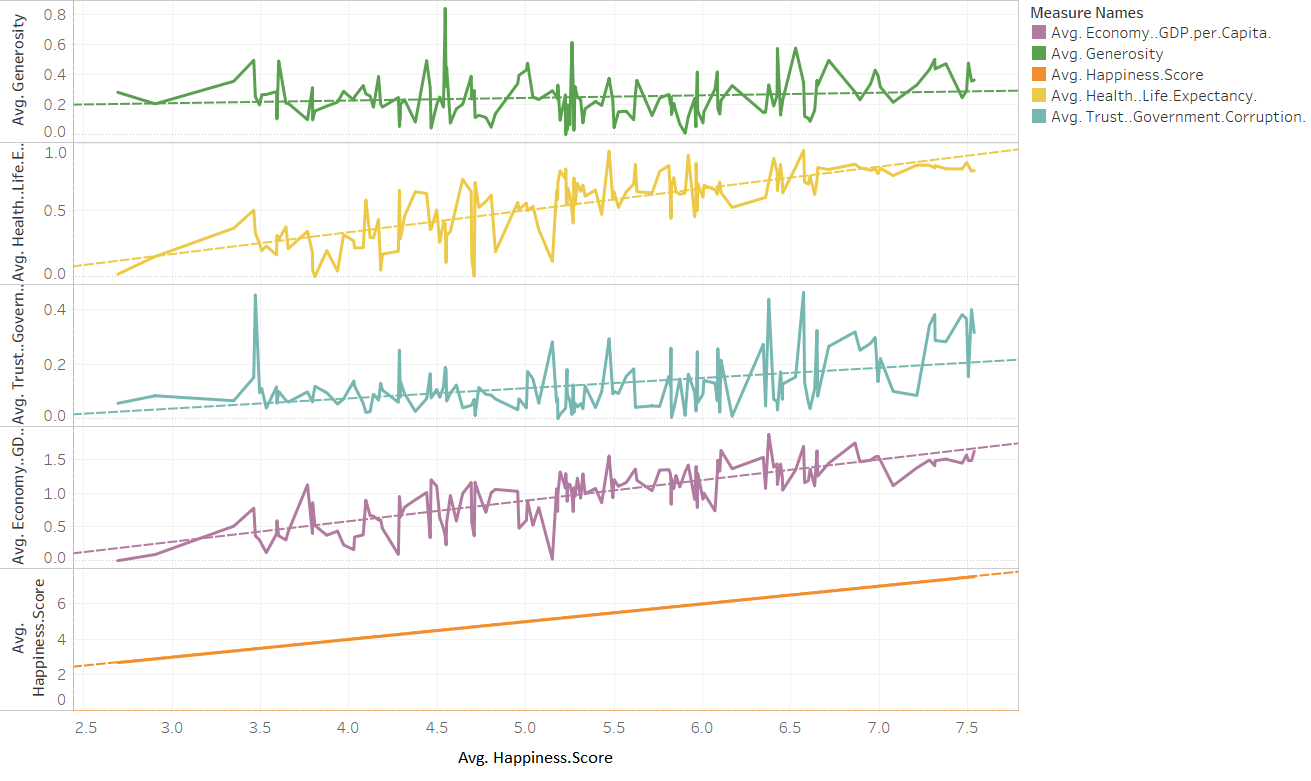 Avg. Generosity
0.8
0.6
0.4
0.2
0.0
Avg. Health..Life.E..
1.0
0.5
0.0
Avg. Trust..Govern..
0.4
0.2
0.0
Avg. Economy..GD..
1.5
1.0
0.5
0.0
Avg.
Happiness.Score
6
4
2
0
2.5 3.0 3.5 4.0 4.5 5.0 5.5 6.0 6.5 7.0 7.5
Avg. Happiness.Score
Measure Names
Avg. Economy..GDP.per.Capita.
Avg. Generosity
Avg. Happiness.Score
Avg. Health..Life.Expectancy.
Avg. Trust..Government.Corruption.